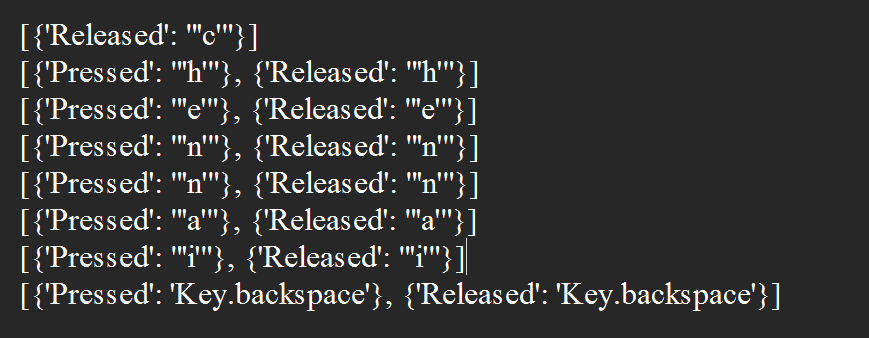 [{'Released': "'c'"}]
[{'Pressed': "'h'"}, {'Released': "'h'"}]
[{'Pressed': "'e'"}, {'Released': "'e'"}]
[{'Pressed': "'n'"}, {'Released': "'n'"}]
[{'Pressed': "'n'"}, {'Released': "'n'"}]
[{'Pressed': "'a'"}, {'Released': "'a'"}]
[{'Pressed': "'i'"}, {'Released': "'i'"}]
[{'Pressed': 'Key.backspace'}, {'Released': 'Key.backspace'}]